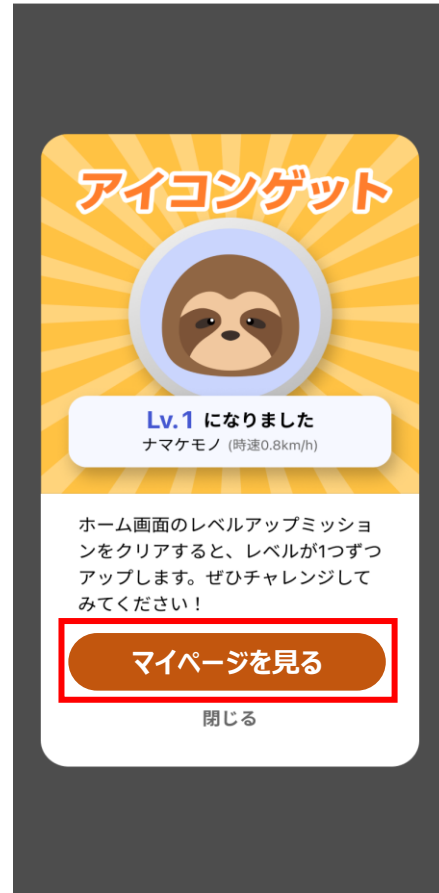 アイコンゲット
Lv.1 になりました
ナマケモノ (時速0.8km/h)
ホーム画面のレベルアップミッショ
ンをクリアすると、レベルが1つずつ
アップします。ぜひチャレンジして
みてください！
マイページを見る
閉じる